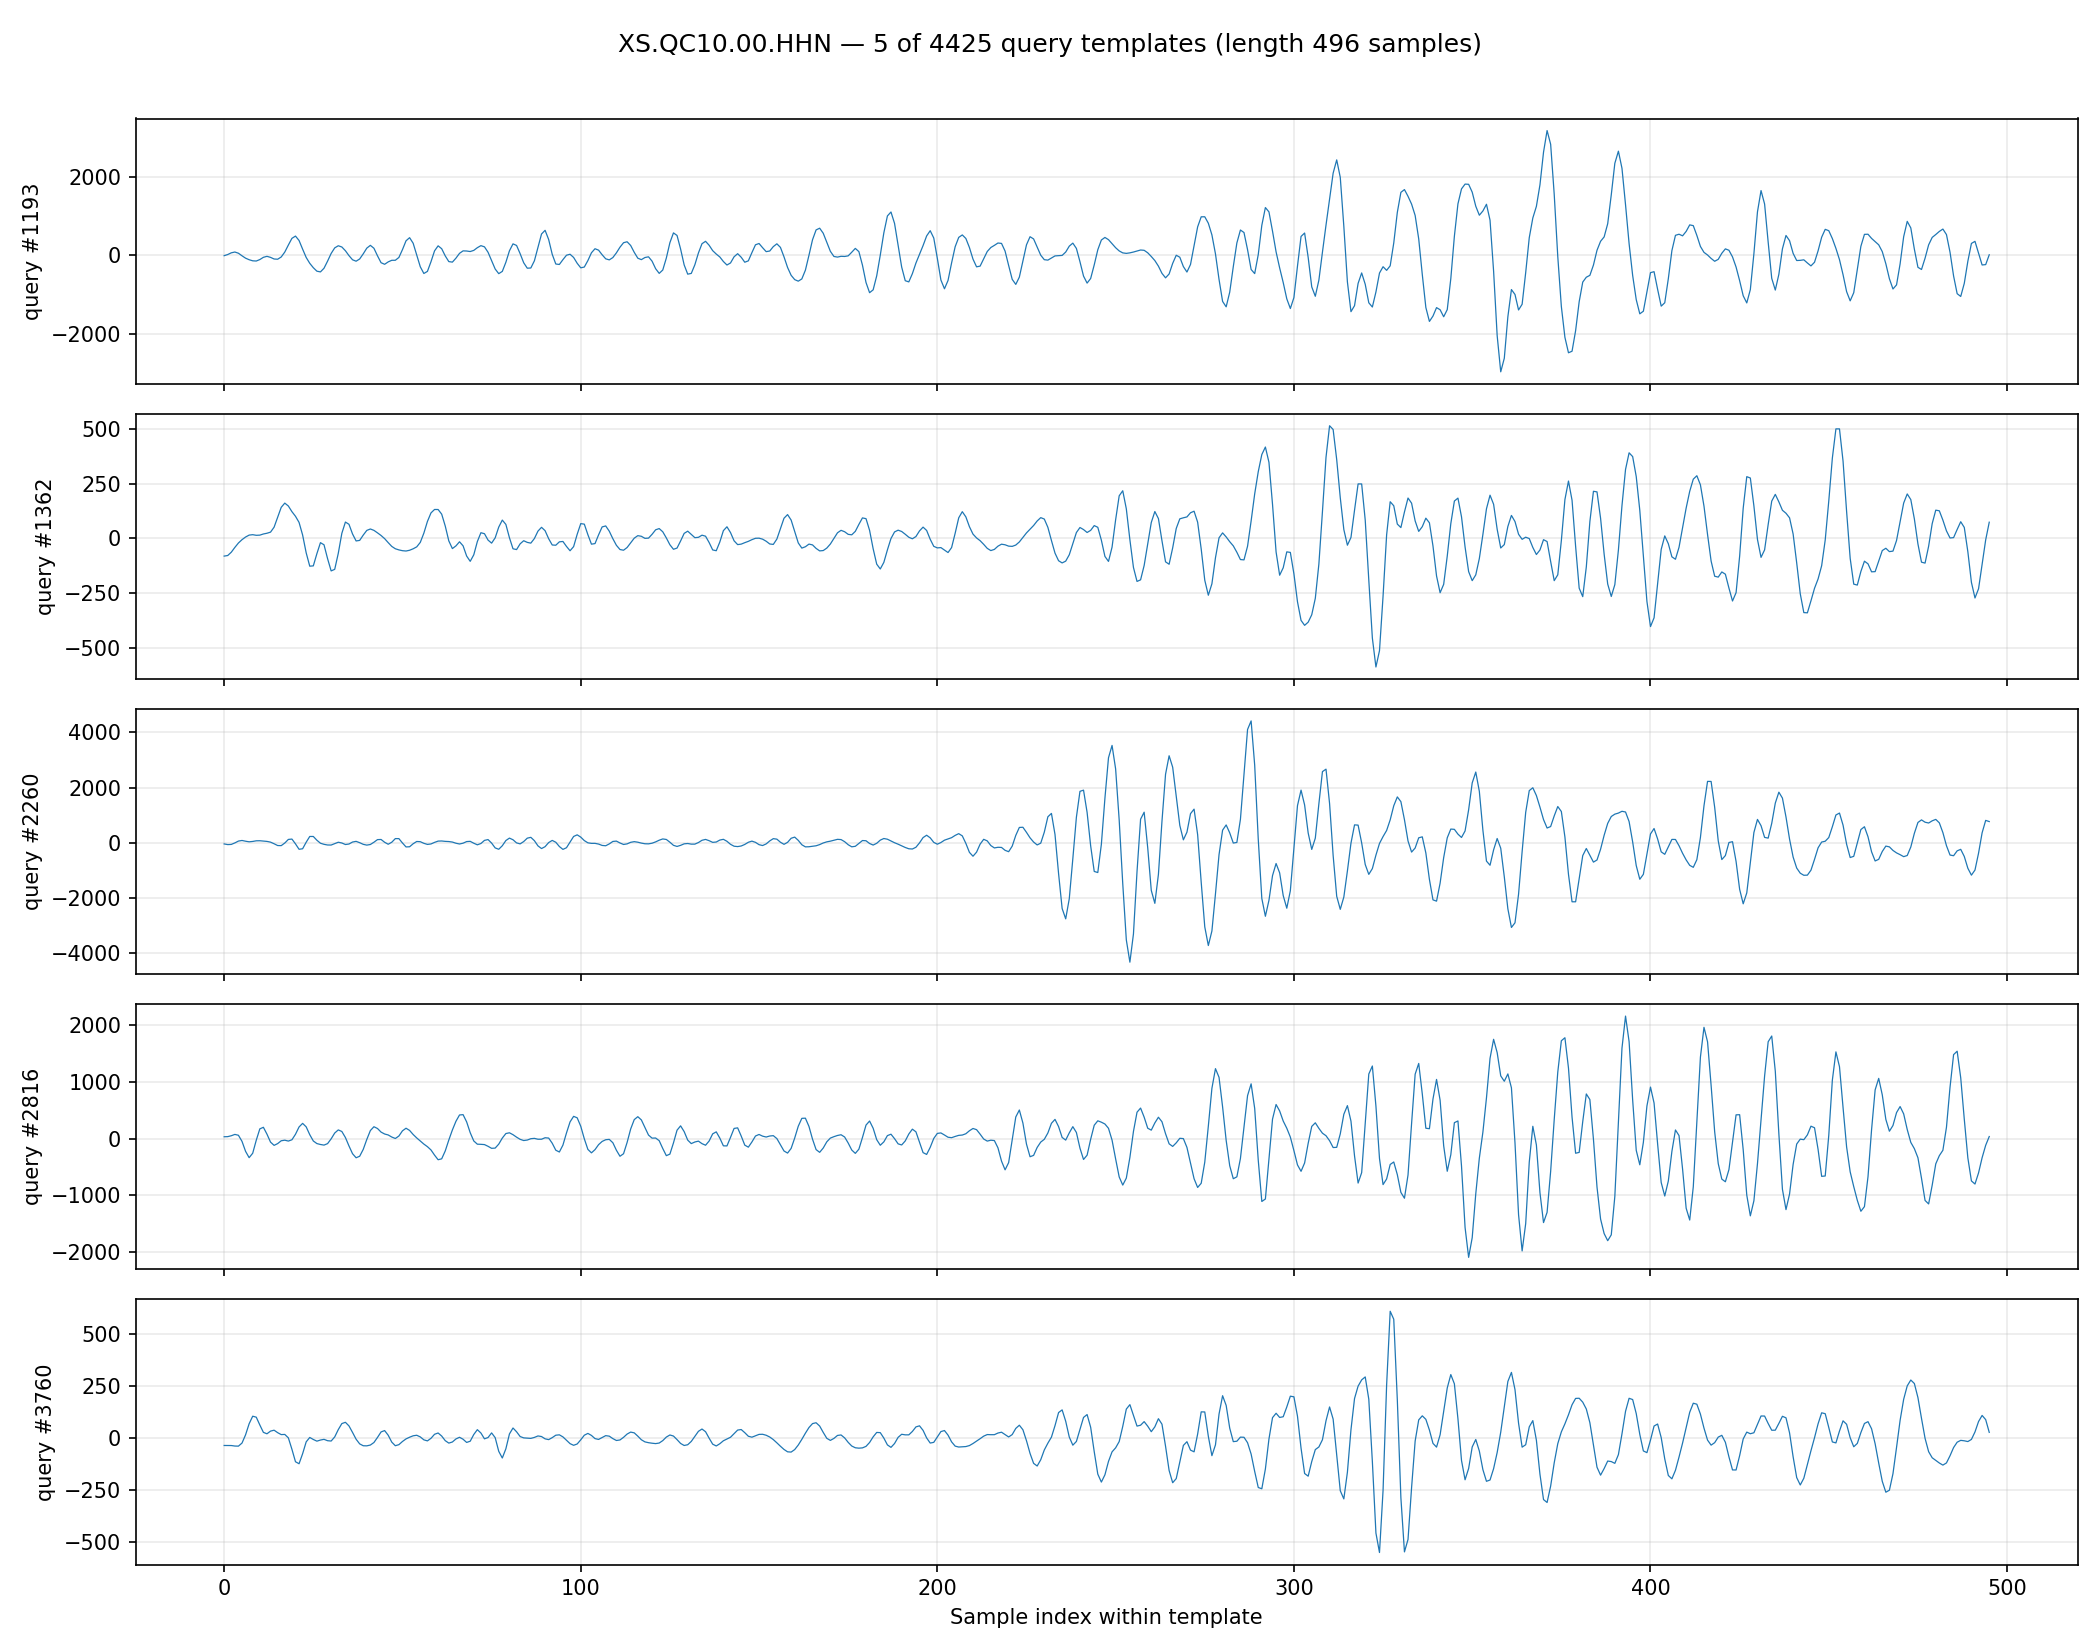 XS.QC10.00.HHN — 5 of 4425 query templates (length 496 samples)
query #1193
2000
0
−2000
query #1362
500
250
0
−250
−500
query #2260
4000
2000
0
−2000
−4000
query #2816
2000
1000
0
−1000
−2000
query #3760
500
250
0
−250
−500
0 100 200 300 400 500
Sample index within template